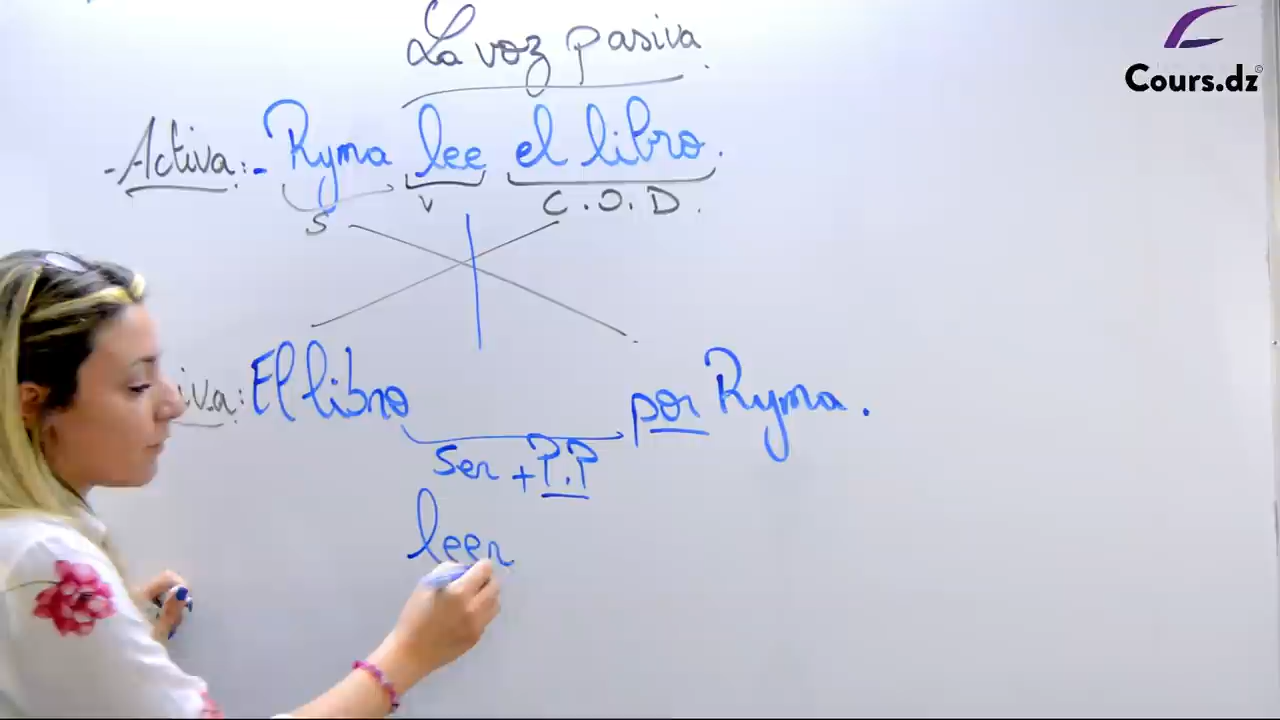 La voz pasiva.
Cours.dz©
- Activa: - Ryma lee el libro.
S V C.O.D.
iva: El libro por Ryma.
Ser + P.P
leer